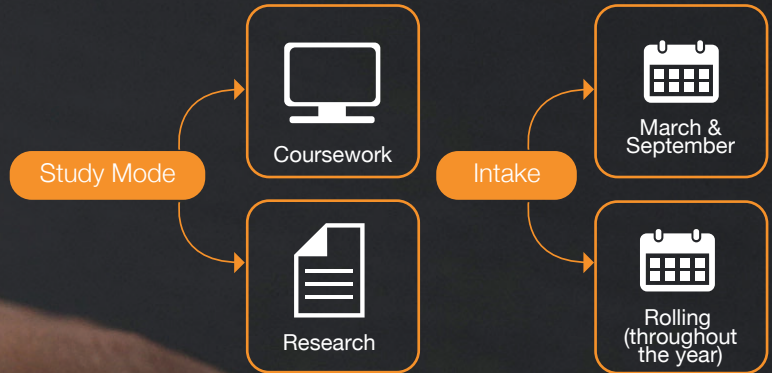 Study Mode
Coursework
Research
Intake
March &
September
Rolling
(throughout
the year)